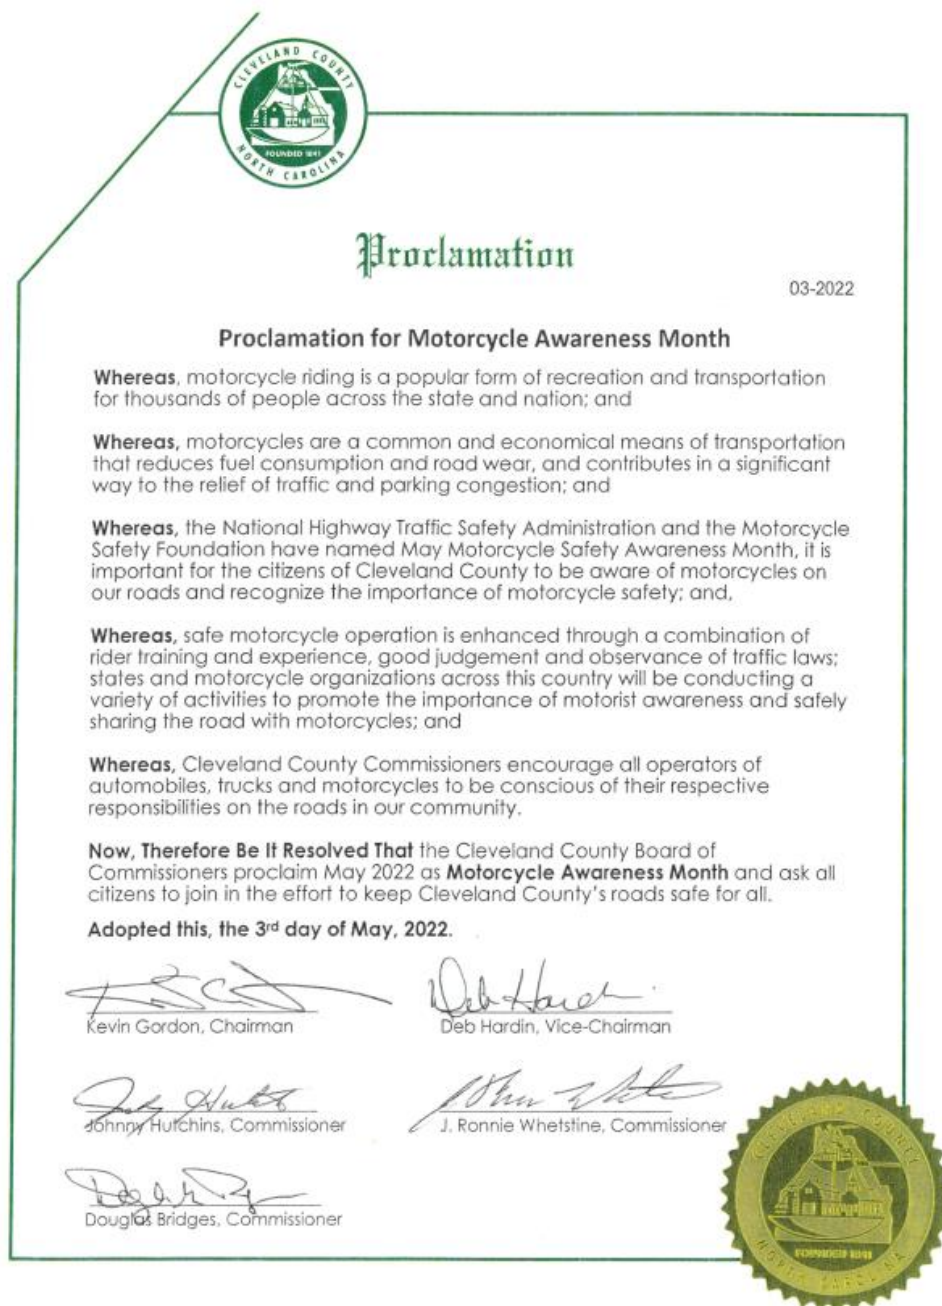 CLEVELAND COUNTY
FOUNDED 1841
NORTH CAROLINA
Proclamation
03-2022
Proclamation for Motorcycle Awareness Month
Whereas, motorcycle riding is a popular form of recreation and transportation
for thousands of people across the state and nation; and
Whereas, motorcycles are a common and economical means of transportation
that reduces fuel consumption and road wear, and contributes in a significant
way to the relief of traffic and parking congestion; and
Whereas, the National Highway Traffic Safety Administration and the Motorcycle
Safety Foundation have named May Motorcycle Safety Awareness Month, it is
important for the citizens of Cleveland County to be aware of motorcycles on
our roads and recognize the importance of motorcycle safety; and,
Whereas, safe motorcycle operation is enhanced through a combination of
rider training and experience, good judgement and observance of traffic laws;
states and motorcycle organizations across this country will be conducting a
variety of activities to promote the importance of motorist awareness and safely
sharing the road with motorcycles; and
Whereas, Cleveland County Commissioners encourage all operators of
automobiles, trucks and motorcycles to be conscious of their respective
responsibilities on the roads in our community.
Now, Therefore Be It Resolved That the Cleveland County Board of
Commissioners proclaim May 2022 as Motorcycle Awareness Month and ask all
citizens to join in the effort to keep Cleveland County's roads safe for all.
Adopted this, the 3rd day of May, 2022.
Deb Hardin
Kevin Gordon, Chairman
Deb Hardin, Vice-Chairman
Johnny Hutchins, Commissioner
J. Ronnie Whetstine, Commissioner
Douglas Bridges, Commissioner
CLEVELAND COUNTY
FOUNDED 1841
NORTH CAROLINA